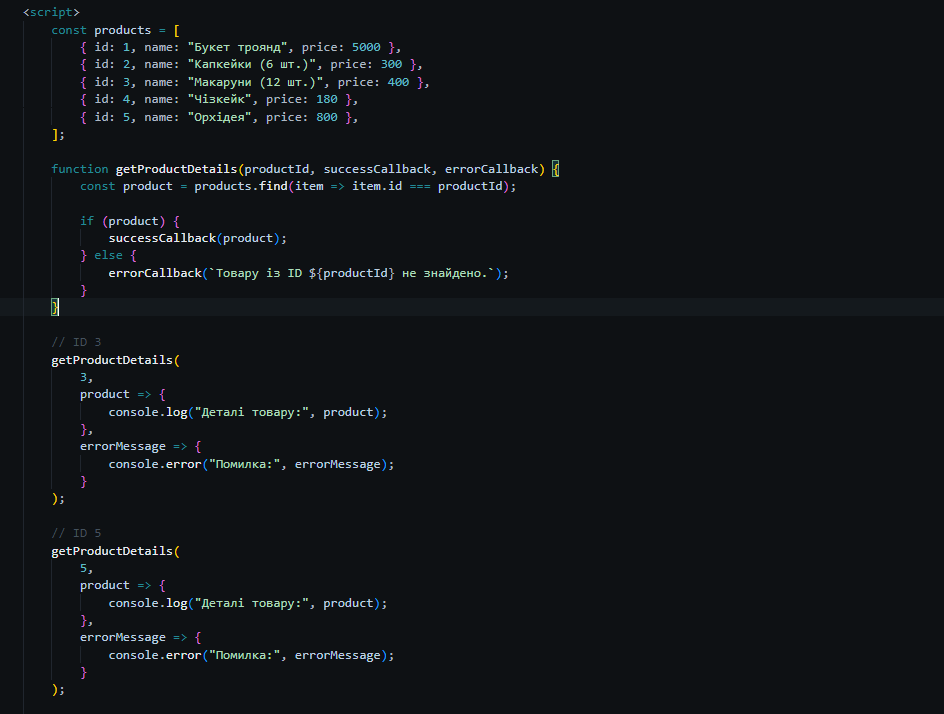 <script>
const products = [
{ id: 1, name: "Букет троянд", price: 5000 },
{ id: 2, name: "Капкейки (6 шт.)", price: 300 },
{ id: 3, name: "Макаруни (12 шт.)", price: 400 },
{ id: 4, name: "Чізкейк", price: 180 },
{ id: 5, name: "Орхідея", price: 800 },
];
function getProductDetails(productId, successCallback, errorCallback) {
const product = products.find(item => item.id === productId);
if (product) {
successCallback(product);
} else {
errorCallback(`Товару із ID ${productId} не знайдено.`);
}
}
// ID 3
getProductDetails(
3,
product => {
console.log("Деталі товару:", product);
},
errorMessage => {
console.error("Помилка:", errorMessage);
}
);
// ID 5
getProductDetails(
5,
product => {
console.log("Деталі товару:", product);
},
errorMessage => {
console.error("Помилка:", errorMessage);
}
);